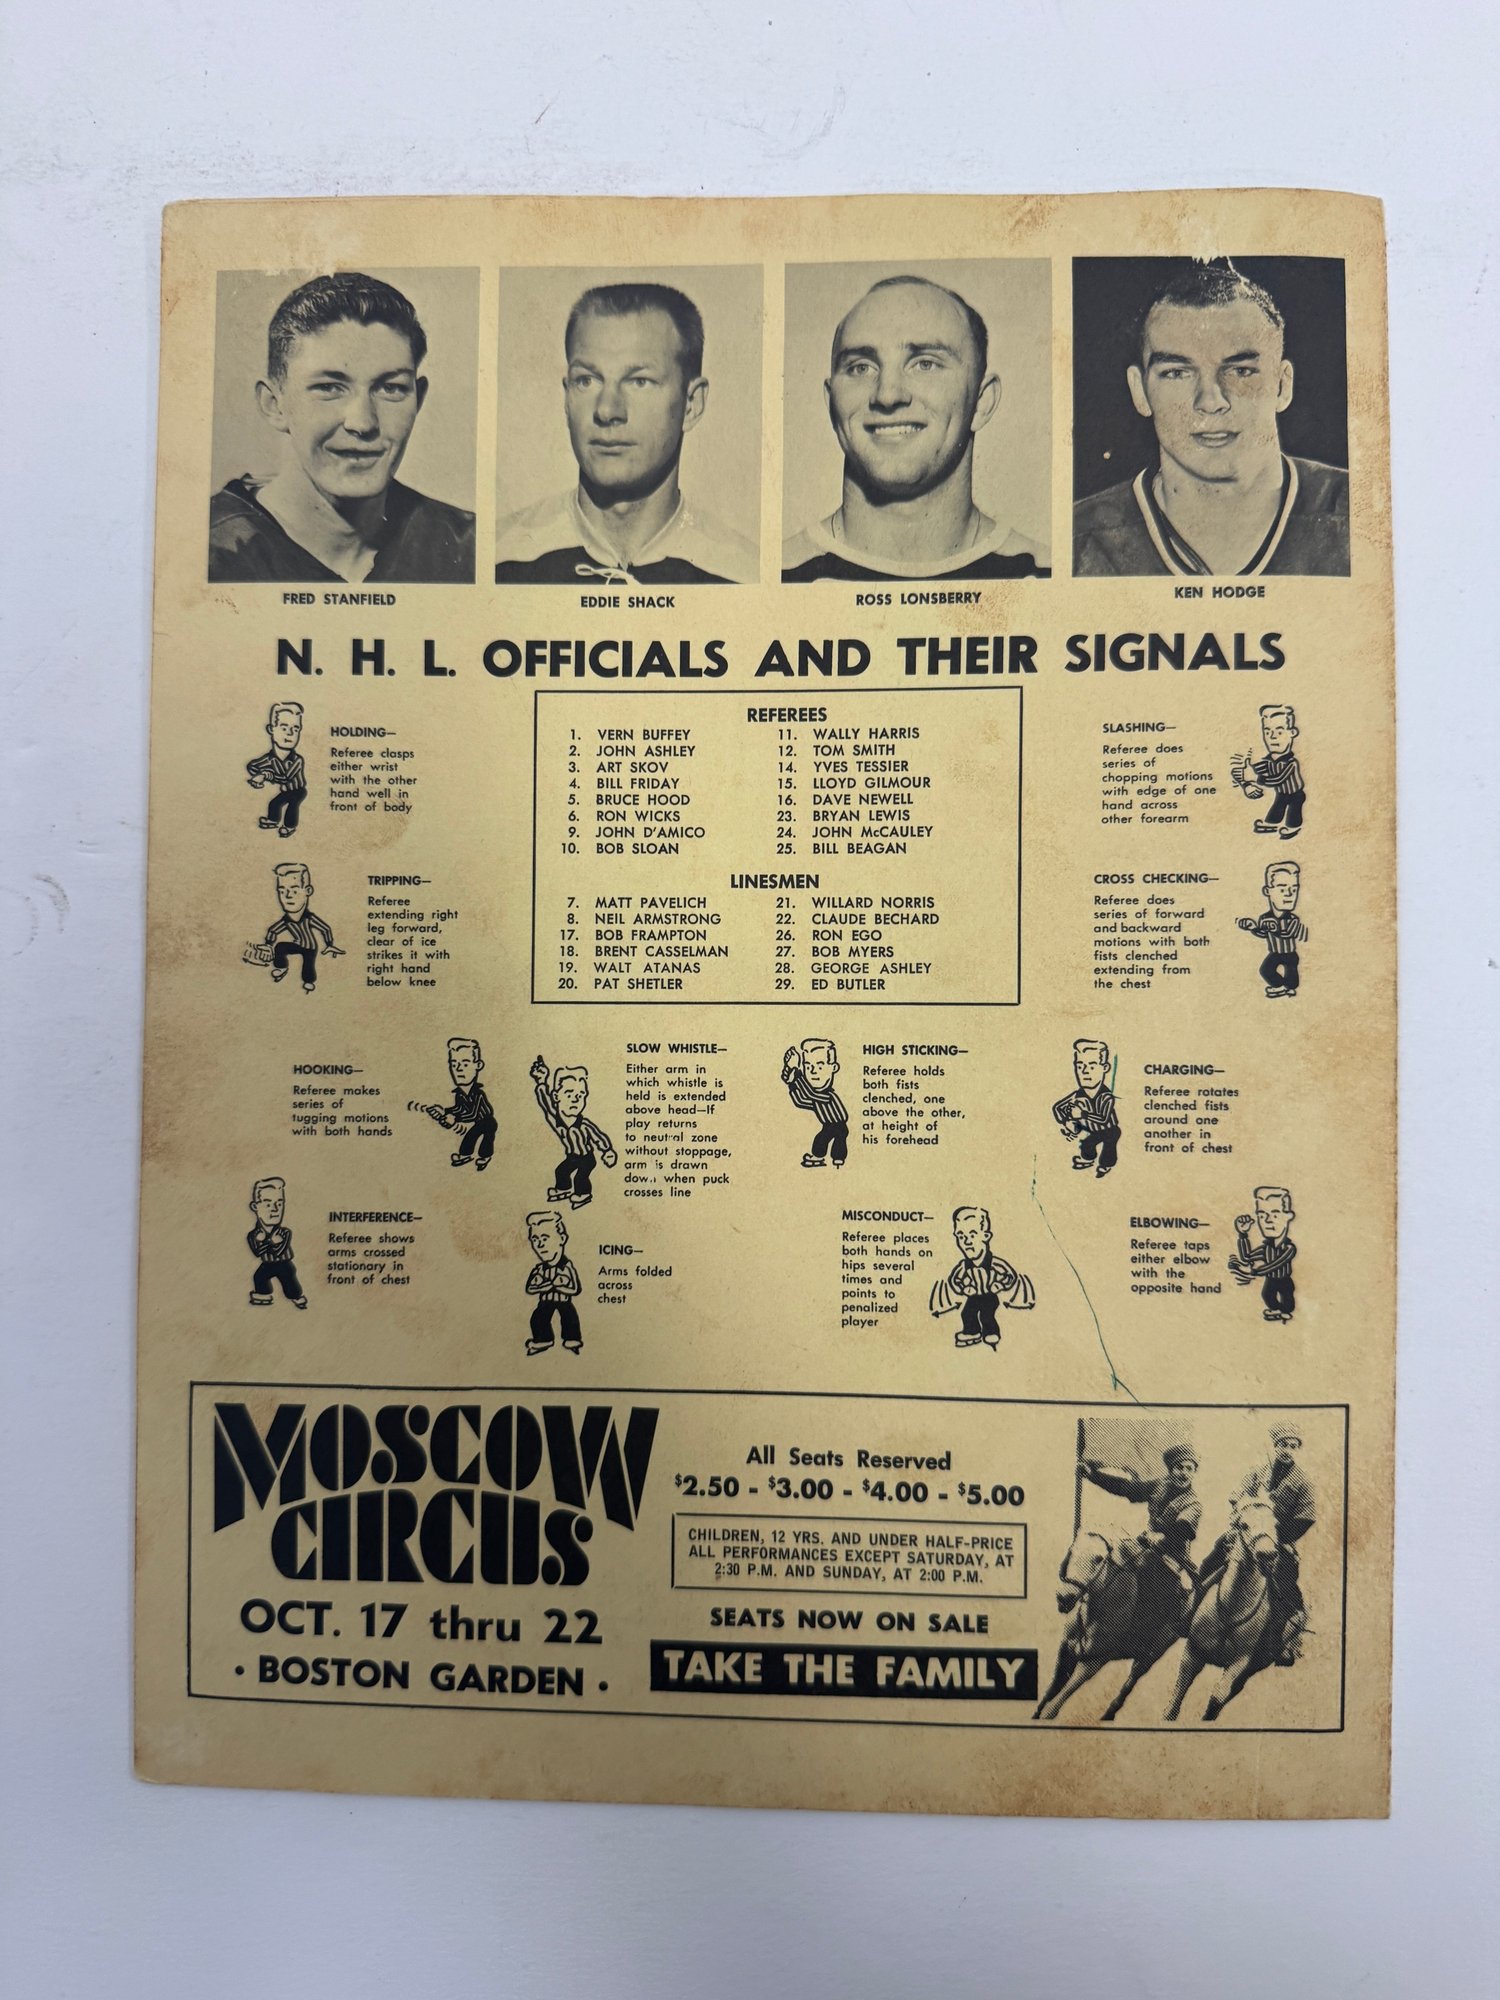 FRED STANFIELD
EDDIE SHACK
ROSS LONSBERRY
KEN HODGE
N. H. L. OFFICIALS AND THEIR SIGNALS
HOLDING—
Referee clasps
either wrist
with the other
hand well in
front of body
TRIPPING—
Referee
extending right
leg forward,
clear of ice
strikes it with
right hand
below knee
REFEREES
1. VERN BUFFEY
2. JOHN ASHLEY
3. ART SKOV
4. BILL FRIDAY
5. BRUCE HOOD
6. RON WICKS
9. JOHN D'AMICO
10. BOB SLOAN
11. WALLY HARRIS
12. TOM SMITH
14. YVES TESSIER
15. LLOYD GILMOUR
16. DAVE NEWELL
23. BRYAN LEWIS
24. JOHN McCAULEY
25. BILL BEAGAN
LINESMEN
7. MATT PAVELICH
8. NEIL ARMSTRONG
17. BOB FRAMPTON
18. BRENT CASSELMAN
19. WALT ATANAS
20. PAT SHETLER
21. WILLARD NORRIS
22. CLAUDE BECHARD
26. RON EGO
27. BOB MYERS
28. GEORGE ASHLEY
29. ED BUTLER
SLASHING—
Referee does
series of
chopping motions
with edge of one
hand across
other forearm
CROSS CHECKING—
Referee does
series of forward
and backward
motions with both
fists clenched
extending from
the chest
HOOKING—
Referee makes
series of
tugging motions
with both hands
SLOW WHISTLE—
Either arm in
which whistle is
held is extended
above head—If
play returns
to neutral zone
without stoppage,
arm is drawn
down when puck
crosses line
HIGH STICKING—
Referee holds
both fists
clenched, one
above the other,
at height of
his forehead
CHARGING—
Referee rotates
clenched fists
around one
another in
front of chest
INTERFERENCE—
Referee shows
arms crossed
stationary in
front of chest
ICING—
Arms folded
across
chest
MISCONDUCT—
Referee places
both hands on
hips several
times and
points to
penalized
player
ELBOWING—
Referee taps
either elbow
with the
opposite hand
MOSCOW
CIRCUS
OCT. 17 thru 22
• BOSTON GARDEN •
All Seats Reserved
$2.50 - $3.00 - $4.00 - $5.00
CHILDREN, 12 YRS. AND UNDER HALF-PRICE
ALL PERFORMANCES EXCEPT SATURDAY, AT
2:30 P.M. AND SUNDAY, AT 2:00 P.M.
SEATS NOW ON SALE
TAKE THE FAMILY